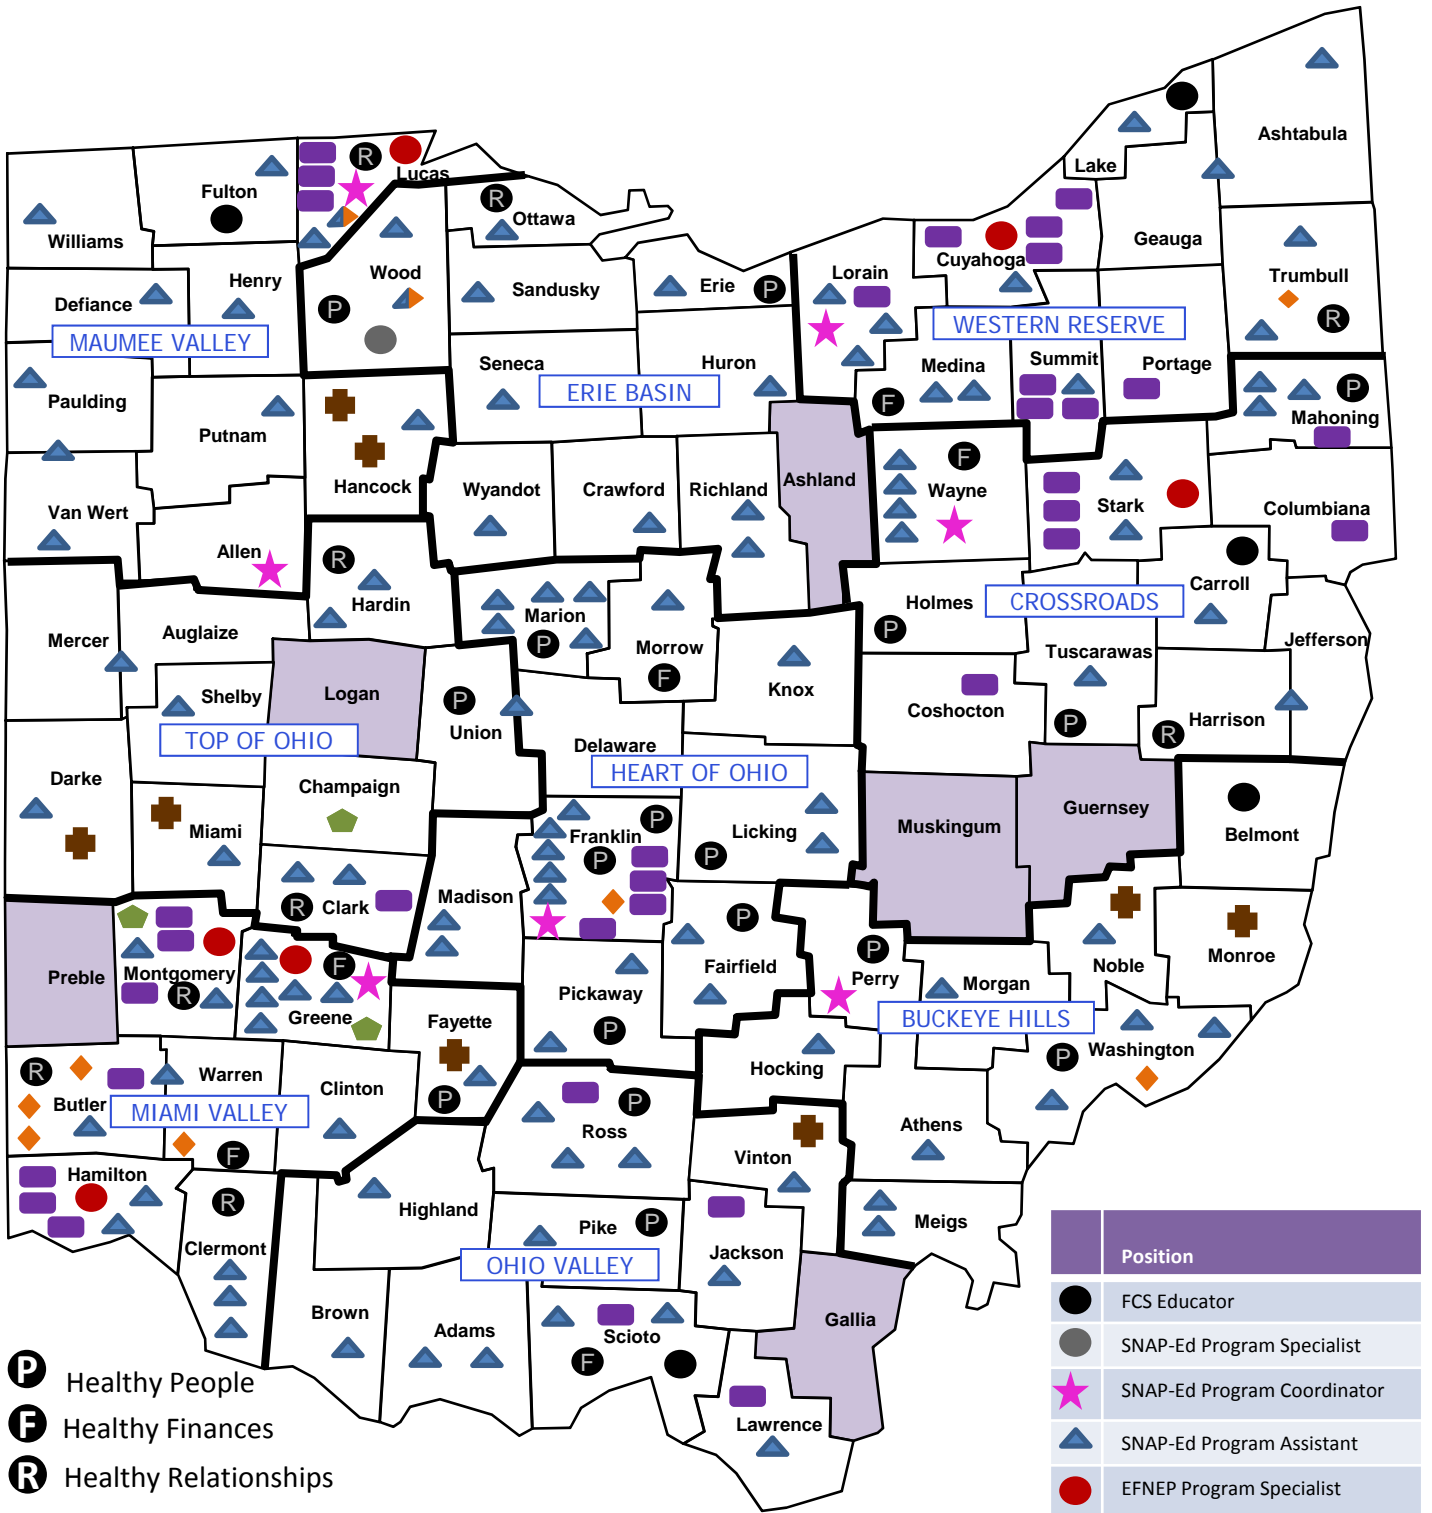 Ashtabula
Lake
Lucas
R
Fulton
R
Ottawa
Williams
Geauga
Cuyahoga
Wood
Lorain
Trumbull
Henry
Erie
P
Sandusky
Defiance
P
R
WESTERN RESERVE
MAUMEE VALLEY
Seneca
Huron
Medina
Summit
Portage
ERIE BASIN
P
Paulding
F
Mahoning
Putnam
F
Ashland
Hancock
Wyandot
Crawford
Richland
Wayne
Stark
Columbiana
Van Wert
Allen
R
Carroll
Hardin
Holmes
CROSSROADS
Marion
P
P
Mercer
Auglaize
Morrow
Jefferson
F
Tuscarawas
Shelby
Logan
Knox
P
Coshocton
P
Harrison
R
Union
TOP OF OHIO
Delaware
HEART OF OHIO
Darke
Champaign
Guernsey
P
Miami
Franklin
P
Licking
P
Muskingum
Belmont
Madison
R
Clark
P
P
Monroe
Preble
Montgomery
R
F
Fairfield
Perry
Noble
Morgan
Pickaway
Greene
Fayette
P
BUCKEYE HILLS
Washington
P
R
Warren
Hocking
Clinton
P
P
Butler
MIAMI VALLEY
Ross
Athens
F
Vinton
Hamilton
R
Highland
Pike
P
Meigs
Clermont
Jackson
OHIO VALLEY
Brown
Adams
Scioto
F
Gallia
Lawrence
P Healthy People
F Healthy Finances
R Healthy Relationships
Position
FCS Educator
SNAP-Ed Program Specialist
SNAP-Ed Program Coordinator
SNAP-Ed Program Assistant
EFNEP Program Specialist